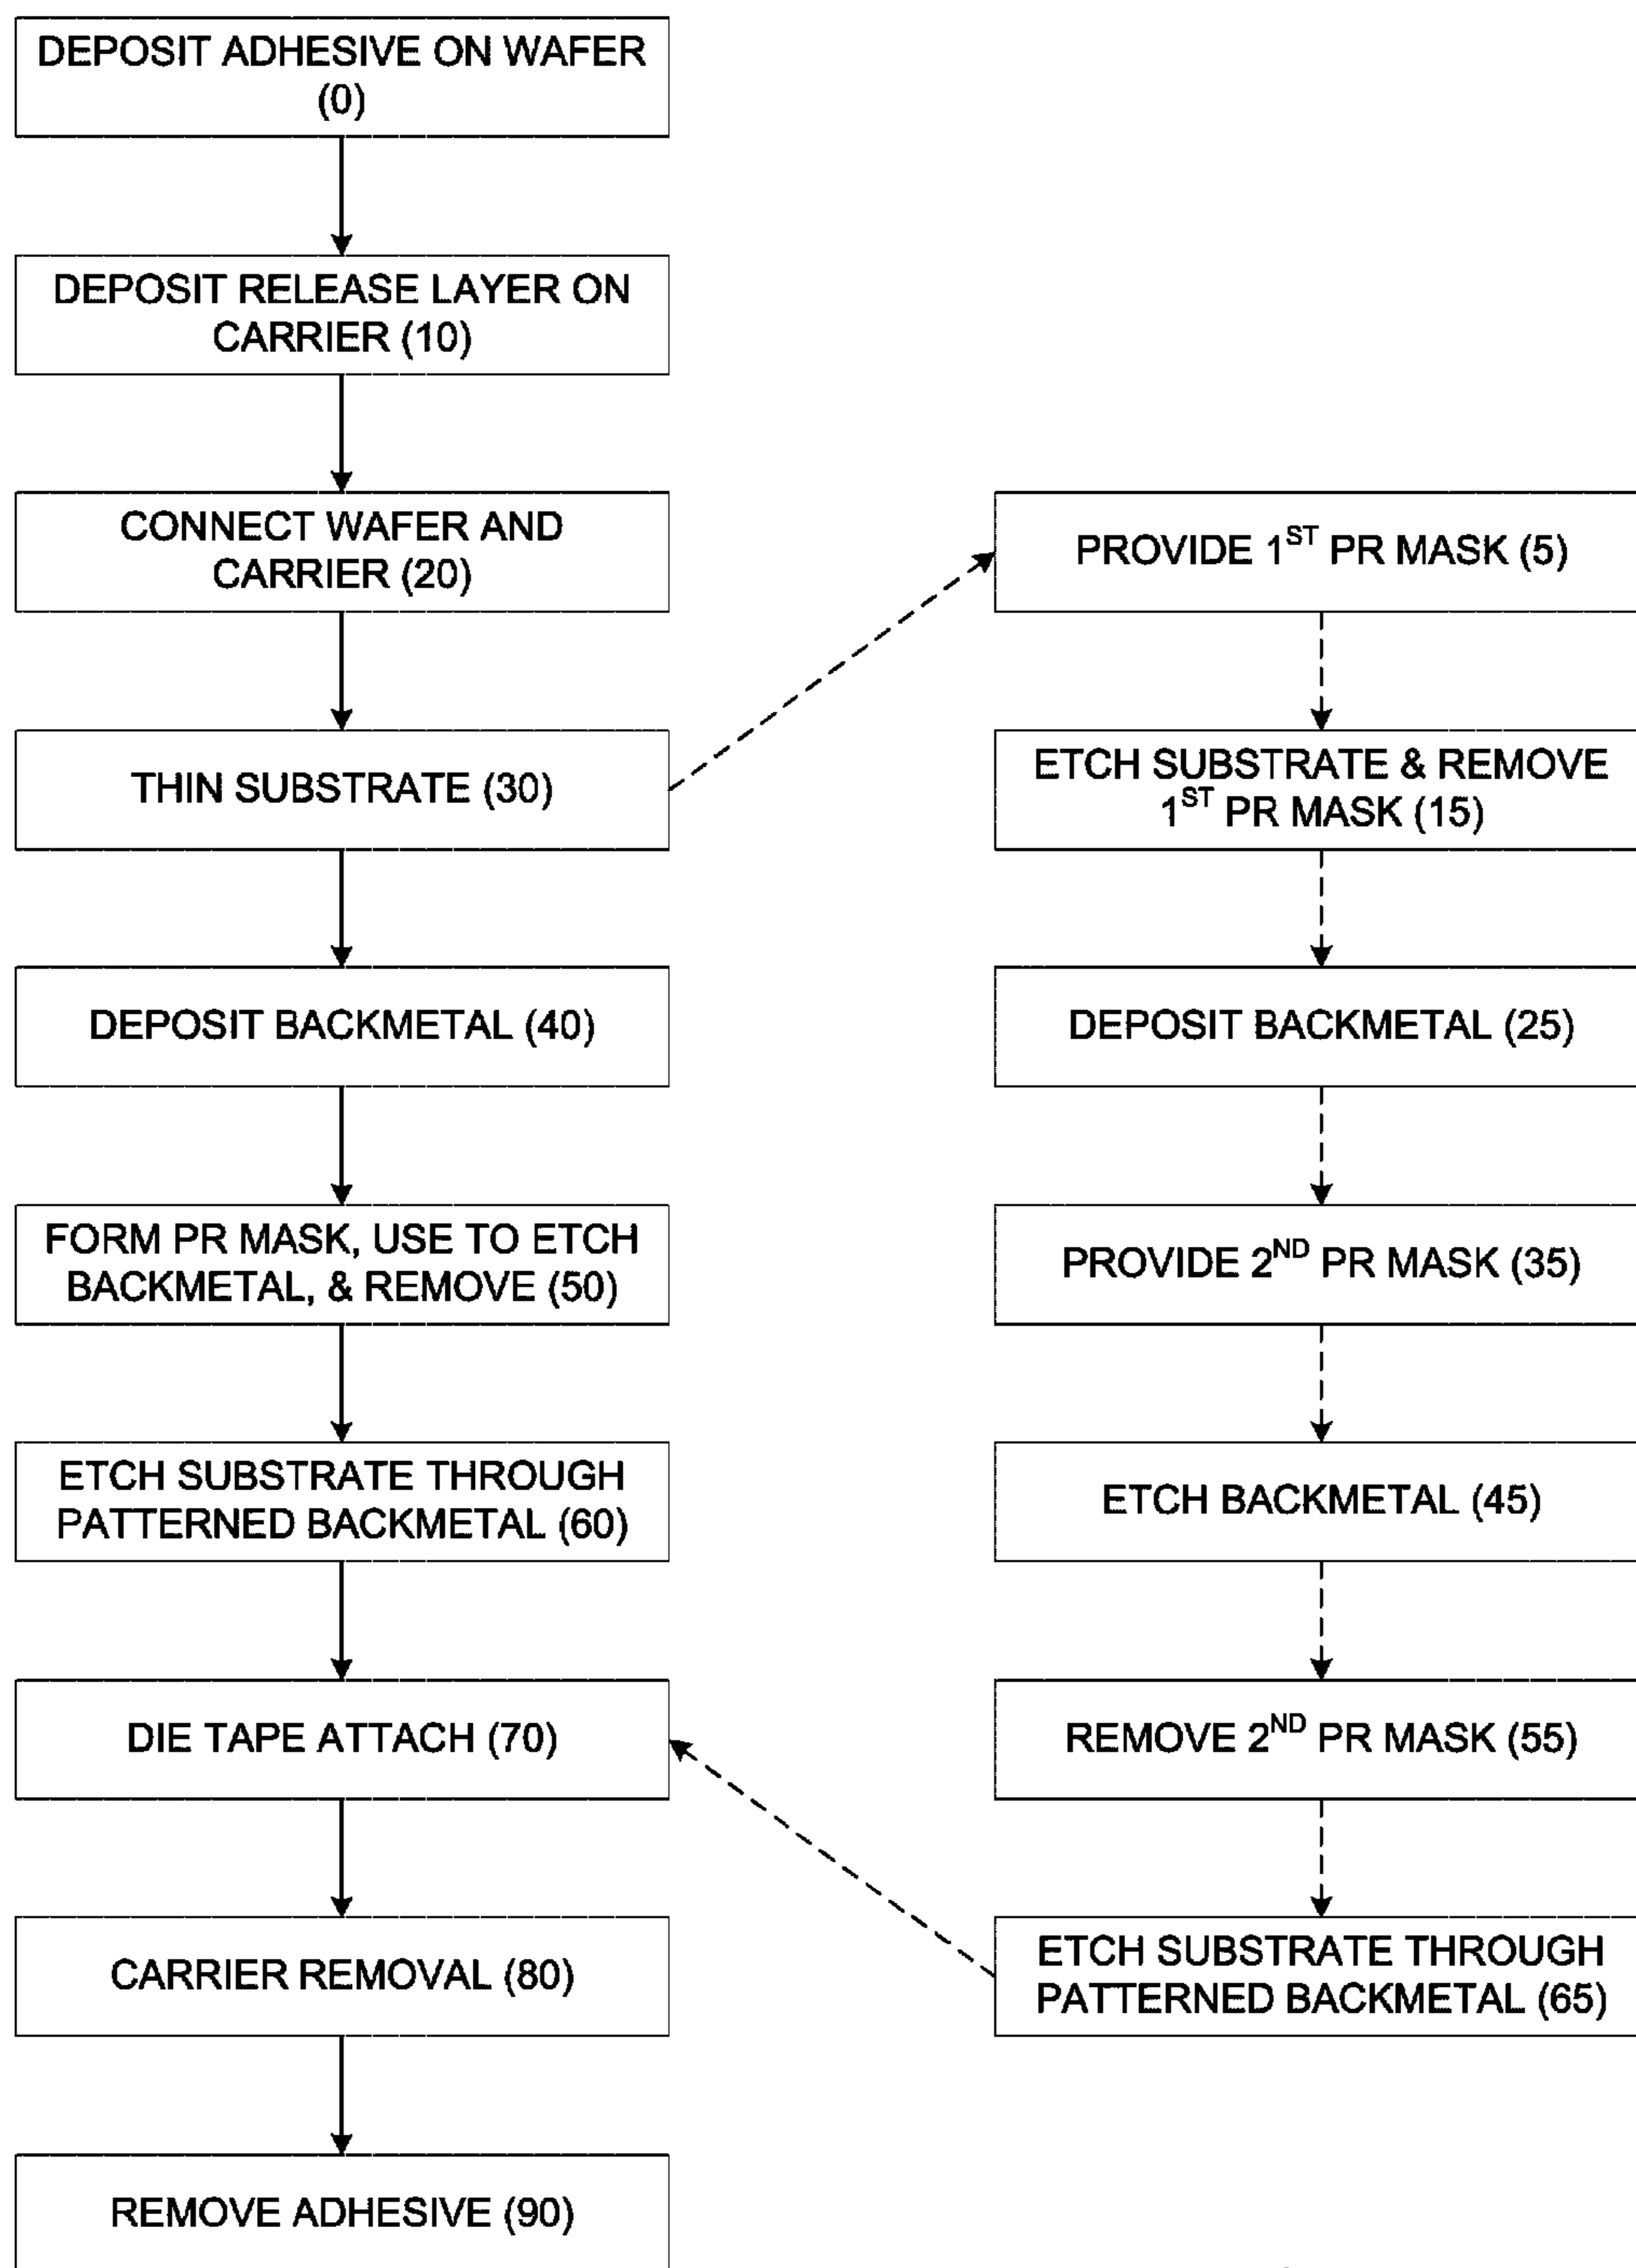 DEPOSIT ADHESIVE ON WAFER
(0)
DEPOSIT RELEASE LAYER ON
CARRIER (10)
CONNECT WAFER AND
CARRIER (20)
THIN SUBSTRATE (30)
DEPOSIT BACKMETAL (40)
FORM PR MASK, USE TO ETCH
BACKMETAL, & REMOVE (50)
ETCH SUBSTRATE THROUGH
PATTERNED BACKMETAL (60)
DIE TAPE ATTACH (70)
CARRIER REMOVAL (80)
REMOVE ADHESIVE (90)
PROVIDE 1ST PR MASK (5)
ETCH SUBSTRATE & REMOVE
1ST PR MASK (15)
DEPOSIT BACKMETAL (25)
PROVIDE 2ND PR MASK (35)
ETCH BACKMETAL (45)
REMOVE 2ND PR MASK (55)
ETCH SUBSTRATE THROUGH
PATTERNED BACKMETAL (65)